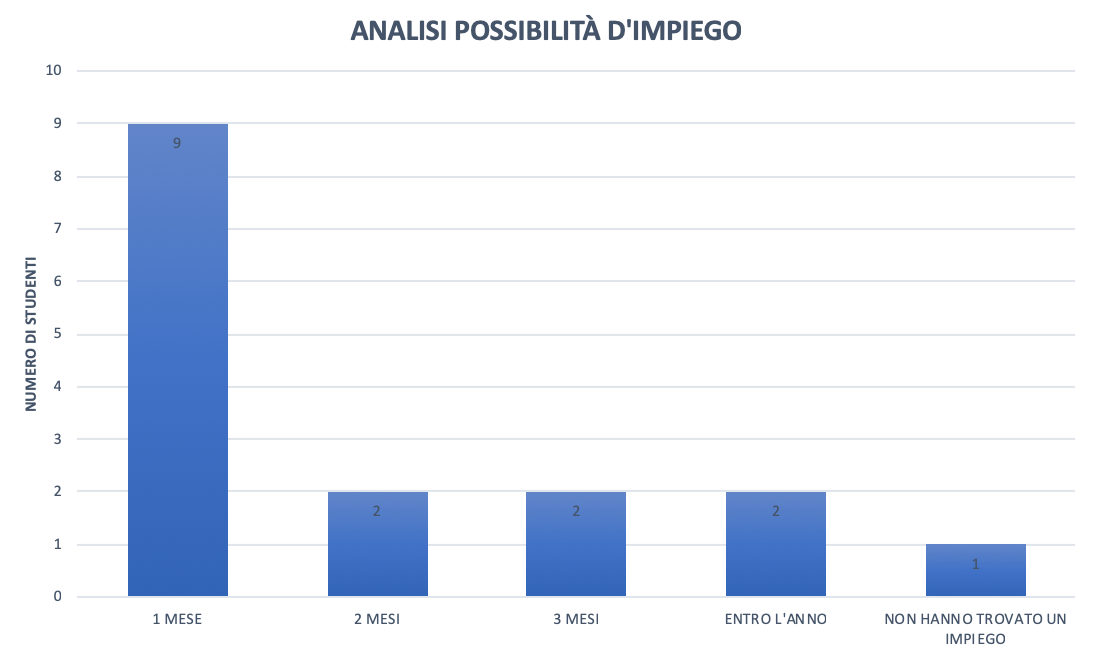 ANALISI POSSIBILITÀ D'IMPIEGO
NUMERO DI STUDENTI
10
9
8
7
6
5
4
3
2
1
0
9
2
2
2
1
1 MESE
2 MESI
3 MESI
ENTRO L'ANNO
NON HANNO TROVATO UN
IMPIEGO